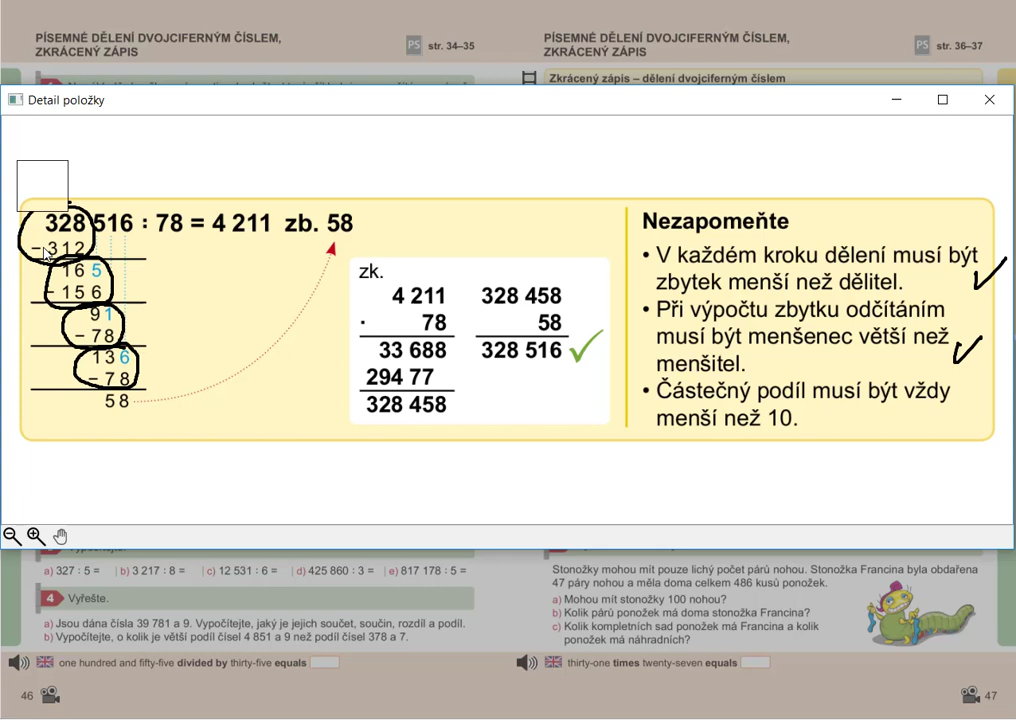 PÍSEMNÉ DĚLENÍ DVOJCIFERNÝM ČÍSLEM,
ZKRÁCENÝ ZÁPIS
PS str. 34–35
PÍSEMNÉ DĚLENÍ DVOJCIFERNÝM ČÍSLEM,
ZKRÁCENÝ ZÁPIS
PS str. 36–37
Zkrácený zápis – dělení dvojciferným číslem
Detail položky
328 516 : 78 = 4 211 zb. 58
– 312
165
– 156
91
– 78
136
– 78
58
zk.
4 211
· 78
33 688
294 77
328 458
328 458
58
328 516
Nezapomeňte
• V každém kroku dělení musí být
zbytek menší než dělitel.
• Při výpočtu zbytku odčítáním
musí být menšenec větší než
menšitel.
• Částečný podíl musí být vždy
menší než 10.
a) 327 : 5 = | b) 3 217 : 8 = | c) 12 531 : 6 = | d) 425 860 : 3 = | e) 817 178 : 5 =
4 Vyřešte.
a) Jsou dána čísla 39 781 a 9. Vypočítejte, jaký je jejich součet, součin, rozdíl a podíl.
b) Vypočítejte, o kolik je větší podíl čísel 4 851 a 9 než podíl čísel 378 a 7.
one hundred and fifty-five divided by thirty-five equals
46
Stonožky mohou mít pouze lichý počet párů nohou. Stonožka Francina byla obdařena
47 páry nohou a měla doma celkem 486 kusů ponožek.
a) Mohou mít stonožky 100 nohou?
b) Kolik párů ponožek má doma stonožka Francina?
c) Kolik kompletních sad ponožek má Francina a kolik
ponožek má náhradních?
thirty-one times twenty-seven equals
47